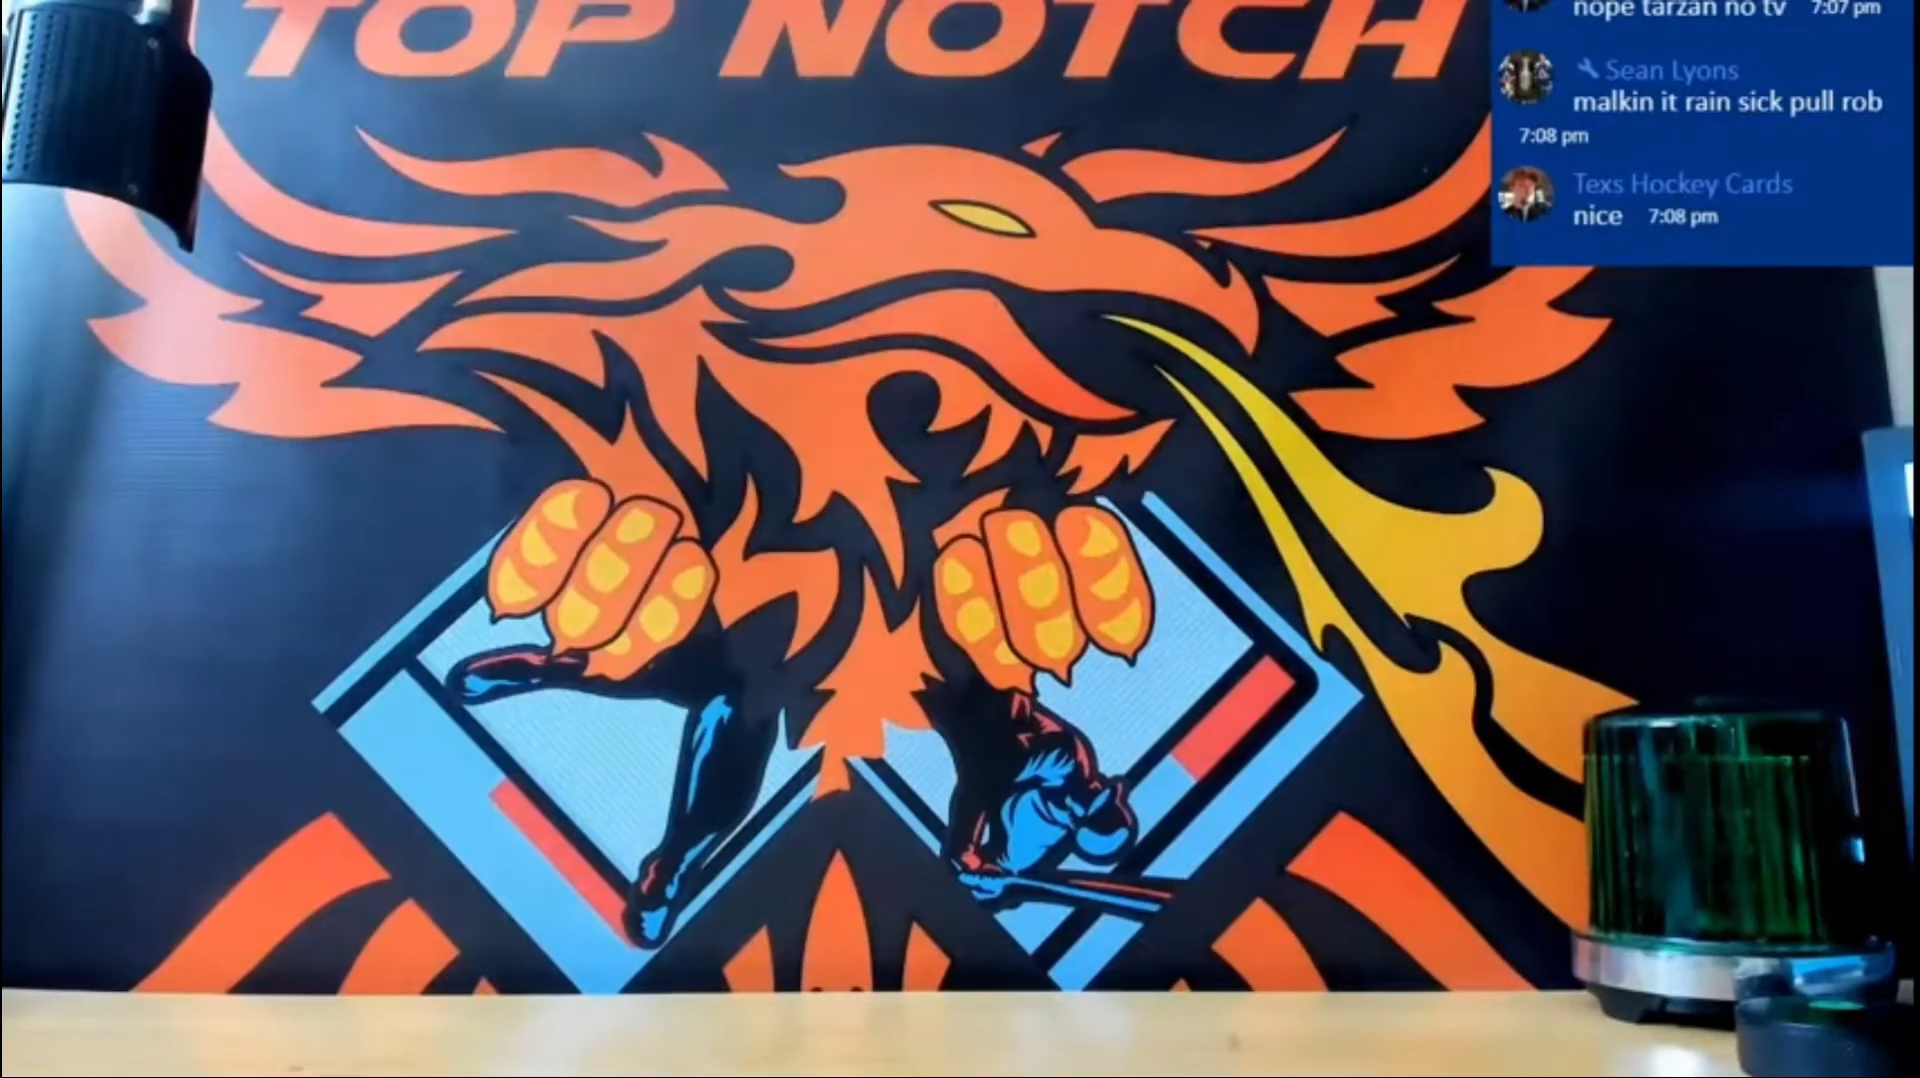 TOP NOTCH
nope tarzan no tv 7:07 pm
Sean Lyons
malkin it rain sick pull rob
7:08 pm
Texs Hockey Cards
nice 7:08 pm